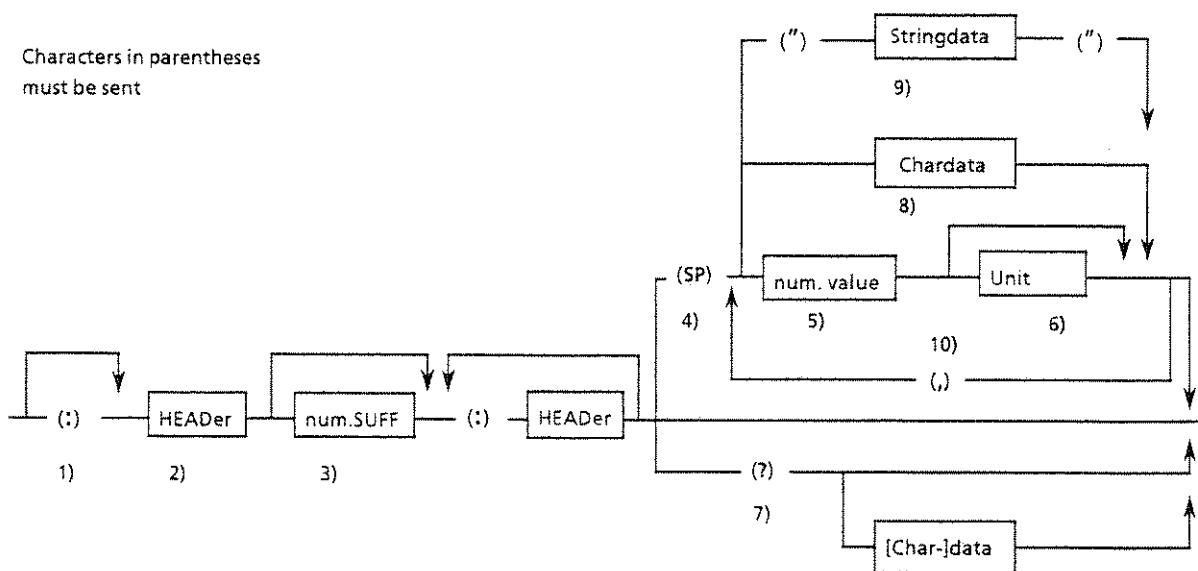 Characters in parentheses
must be sent
(") Stringdata (")
9)
Chardata
8)
(SP) num. value Unit
4) 5) 6)
10)
(,)
(:) HEADer num.SUFF (:) HEADer
1) 2) 3)
(?)
7)
[Char-]data